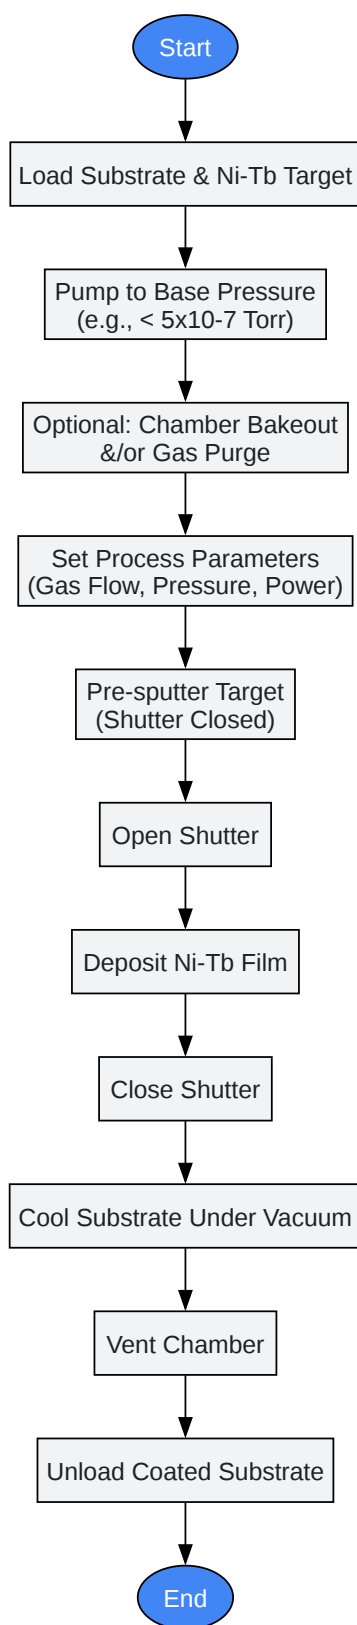 Start
Load Substrate & Ni-Tb Target
Pump to Base Pressure
(e.g., < 5x10-7 Torr)
Optional: Chamber Bakeout
&/or Gas Purge
Set Process Parameters
(Gas Flow, Pressure, Power)
Pre-sputter Target
(Shutter Closed)
Open Shutter
Deposit Ni-Tb Film
Close Shutter
Cool Substrate Under Vacuum
Vent Chamber
Unload Coated Substrate
End